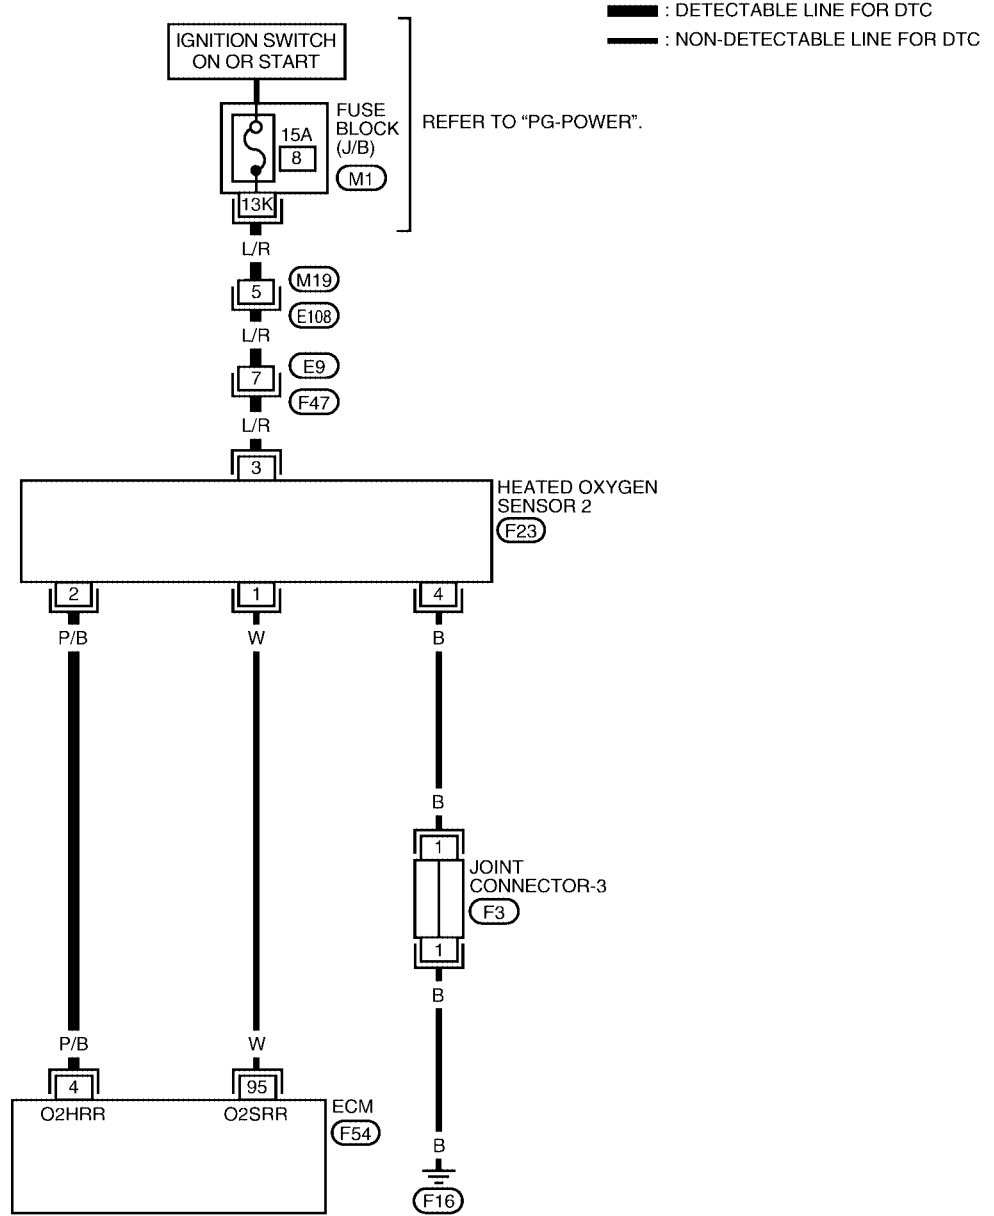 : DETECTABLE LINE FOR DTC
: NON-DETECTABLE LINE FOR DTC
IGNITION SWITCH
ON OR START
FUSE
BLOCK
(J/B)
M1
15A
8
REFER TO “PG-POWER”.
13K
L/R
M19
5
E108
L/R
E9
7
F47
L/R
3
HEATED OXYGEN
SENSOR 2
F23
2
1
4
P/B
W
B
B
1
JOINT
CONNECTOR-3
F3
1
B
P/B
W
4
95
O2HRR
O2SRR
ECM
F54
B
F16